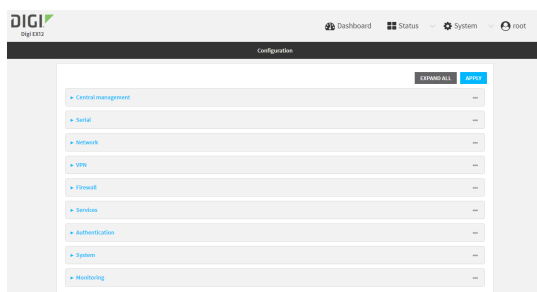 DIGI
Digi EX12
Dashboard Status System root
Configuration
EXPAND ALL APPLY
Central management
Serial
Network
VPN
Firewall
Services
Authentication
System
Monitoring